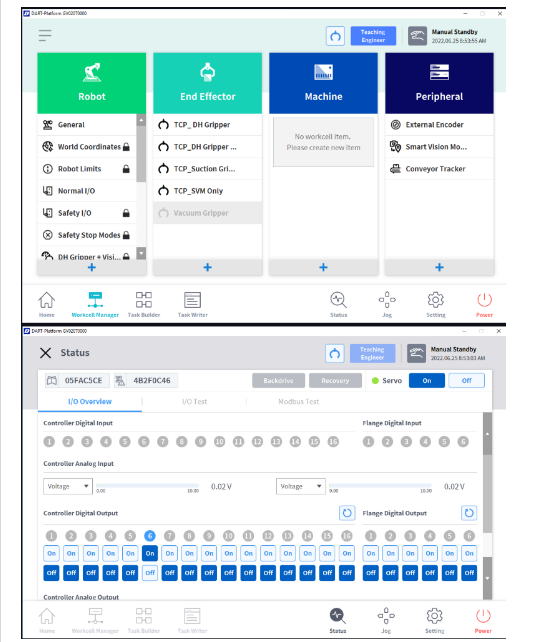 DART-Platform GV02070000
Teaching Engineer
Manual Standby
2022.06.25 8:53:55 AM
Robot
End Effector
Machine
Peripheral
General
World Coordinates
Robot Limits
Normal I/O
Safety I/O
Safety Stop Modes
DH Gripper + Visi...
+
TCP_DH Gripper
TCP_DH Gripper ...
TCP_Suction Gri...
TCP_SVM Only
Vacuum Gripper
+
No workcell item.
Please create new item
+
External Encoder
Smart Vision Mo...
Conveyor Tracker
+
Home Workcell Manager Task Builder Task Writer Status Jog Setting Power
DART-Platform GV02070000
Status
Teaching Engineer
Manual Standby
2022.06.25 8:53:03 AM
05FAC5CE 4B2F0C46 Backdrive Recovery Servo On Off
I/O Overview I/O Test Modbus Test
Controller Digital Input Flange Digital Input
1 2 3 4 5 6 7 8 9 10 11 12 13 14 15 16 1 2 3 4 5 6
Controller Analog Input
Voltage 0.00 10.00 0.02 V Voltage 0.00 10.00 0.02 V
Controller Digital Output Flange Digital Output
1 2 3 4 5 6 7 8 9 10 11 12 13 14 15 16 1 2 3 4 5 6
On On On On On On On On On On On On On On On On On On On On On On
Off Off Off Off Off Off Off Off Off Off Off Off Off Off Off Off Off Off Off Off Off Off
Controller Analog Output
Home Workcell Manager Task Builder Task Writer Status Jog Setting Power